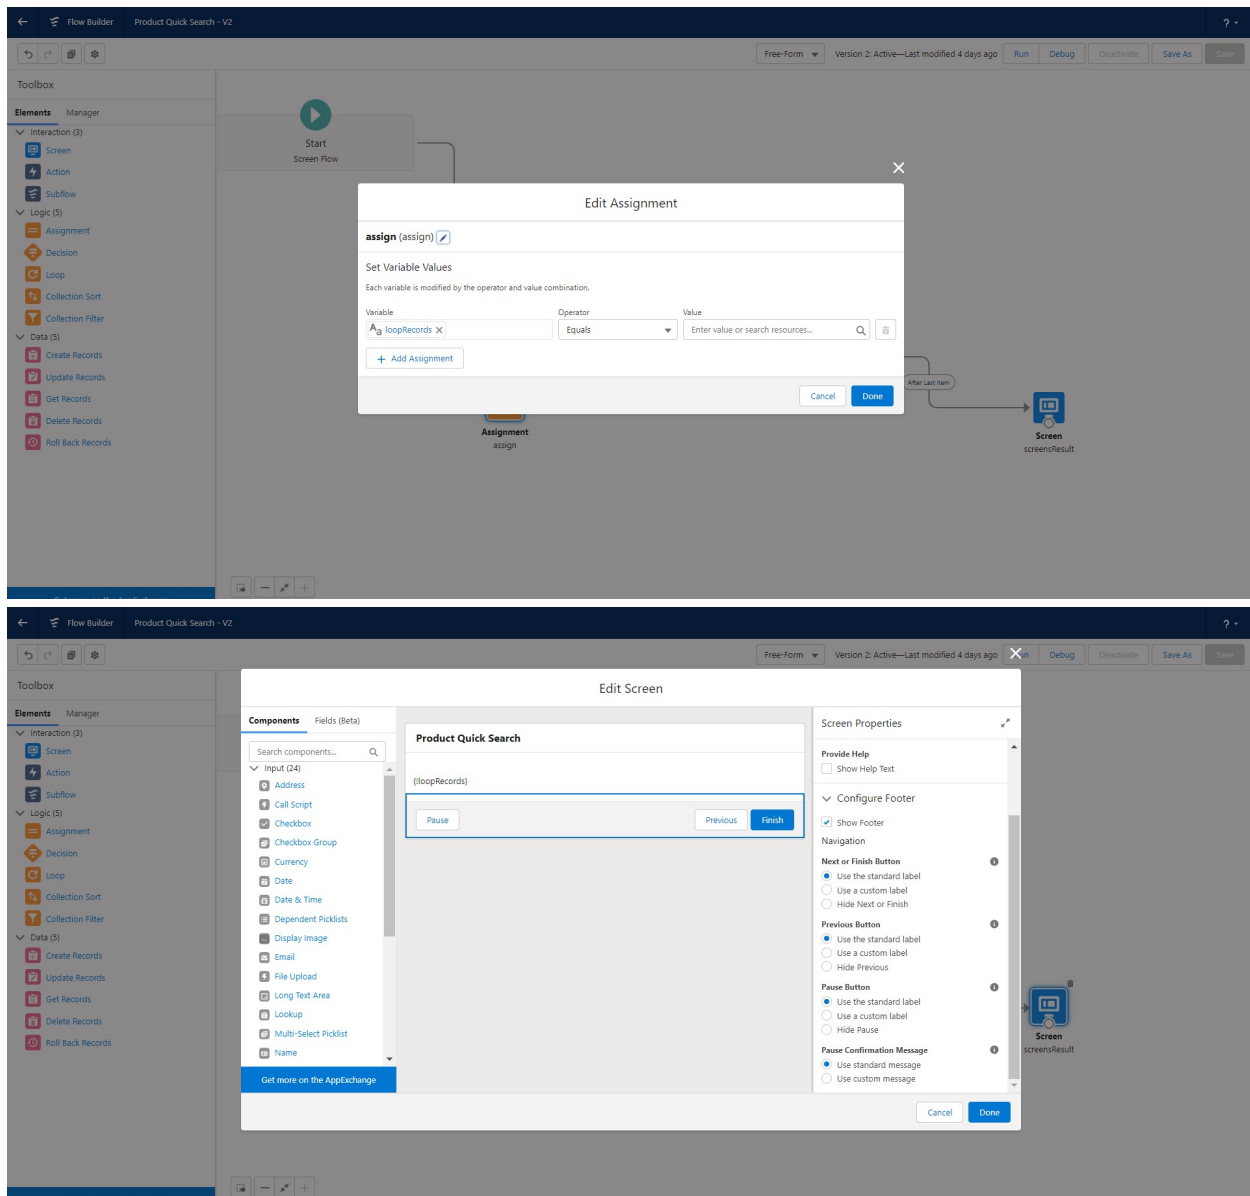 Flow Builder Product Quick Search - V2 ?
Free-Form Version 2: Active—Last modified 4 days ago Run Debug Deactivate Save As Save
Toolbox
Elements Manager
Interaction (3)
Screen
Action
Subflow
Logic (5)
Assignment
Decision
Loop
Collection Sort
Collection Filter
Data (5)
Create Records
Update Records
Get Records
Delete Records
Roll Back Records
Start
Screen Flow
Edit Assignment
assign (assign)
Set Variable Values
Each variable is modified by the operator and value combination.
Variable Operator Value
Aa loopRecords Equals Enter value or search resources...
+ Add Assignment
Cancel Done
After Last Item
Assignment
assign
Screen
screensResult
Get more on the AppExchange
Flow Builder Product Quick Search - V2 ?
Free-Form Version 2: Active—Last modified 4 days ago Debug Deactivate Save As Save
Toolbox
Elements Manager
Interaction (3)
Screen
Action
Subflow
Logic (5)
Assignment
Decision
Loop
Collection Sort
Collection Filter
Data (5)
Create Records
Update Records
Get Records
Delete Records
Roll Back Records
Edit Screen
Components Fields (Beta)
Search components...
Input (24)
Address
Call Script
Checkbox
Checkbox Group
Currency
Date
Date & Time
Dependent Picklists
Display Image
Email
File Upload
Long Text Area
Lookup
Multi-Select Picklist
Name
Get more on the AppExchange
Product Quick Search
{!loopRecords}
Pause Previous Finish
Screen Properties
Provide Help
Show Help Text
Configure Footer
Show Footer
Navigation
Next or Finish Button
Use the standard label
Use a custom label
Hide Next or Finish
Previous Button
Use the standard label
Use a custom label
Hide Previous
Pause Button
Use the standard label
Use a custom label
Hide Pause
Pause Confirmation Message
Use standard message
Use custom message
Cancel Done
Screen
screensResult